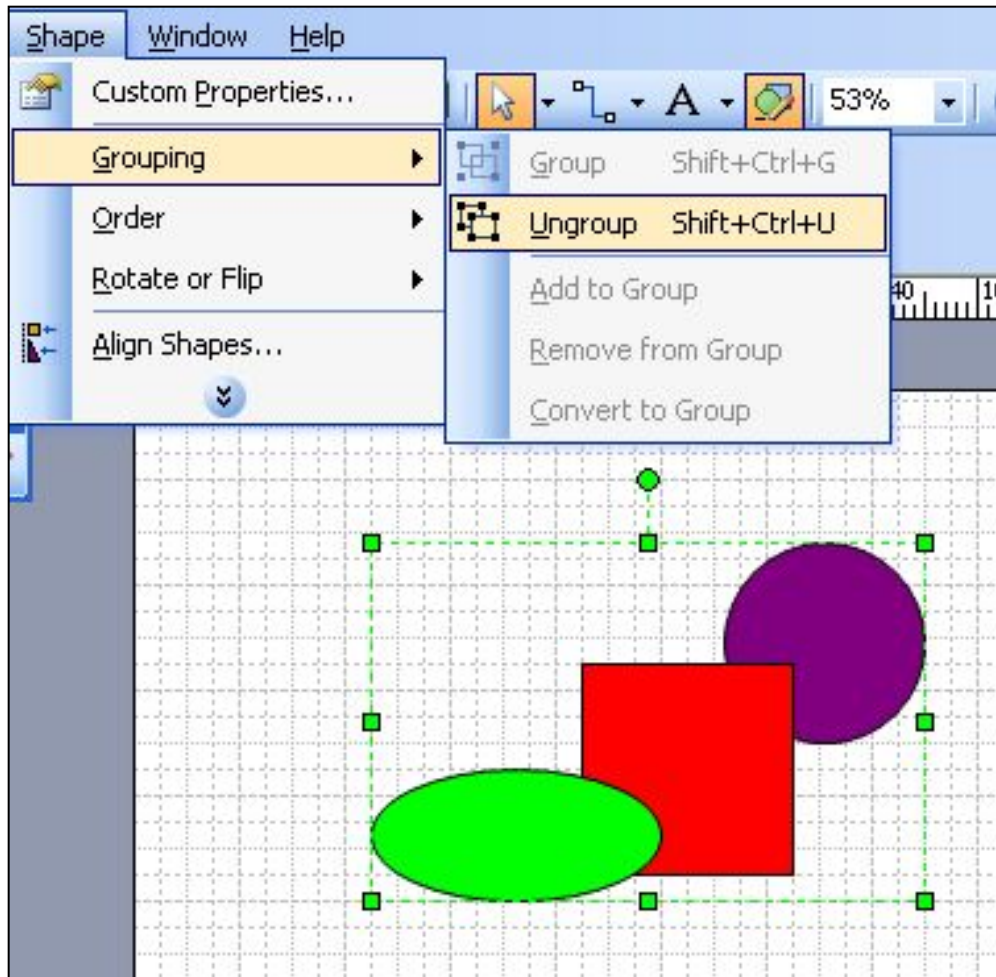 Shape Window Help
Custom Properties...
A 53%
Grouping
Group Shift+Ctrl+G
Order
Ungroup Shift+Ctrl+U
Rotate or Flip
Add to Group
Align Shapes...
Remove from Group
Convert to Group